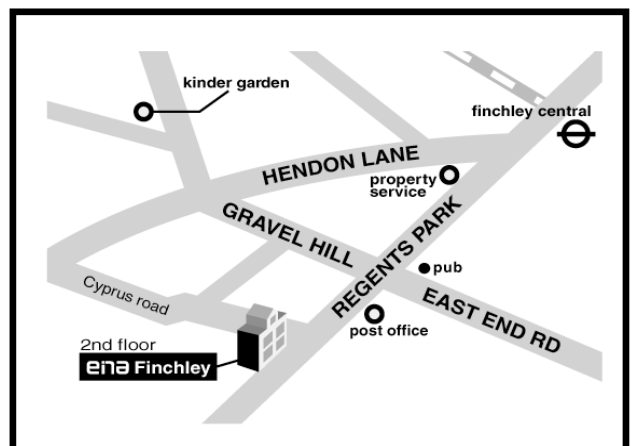 kinder garden
finchley central
HENDON LANE
property
service
GRAVEL HILL
REGENTS PARK
pub
Cyprus road
EAST END RD
post office
2nd floor
ena Finchley